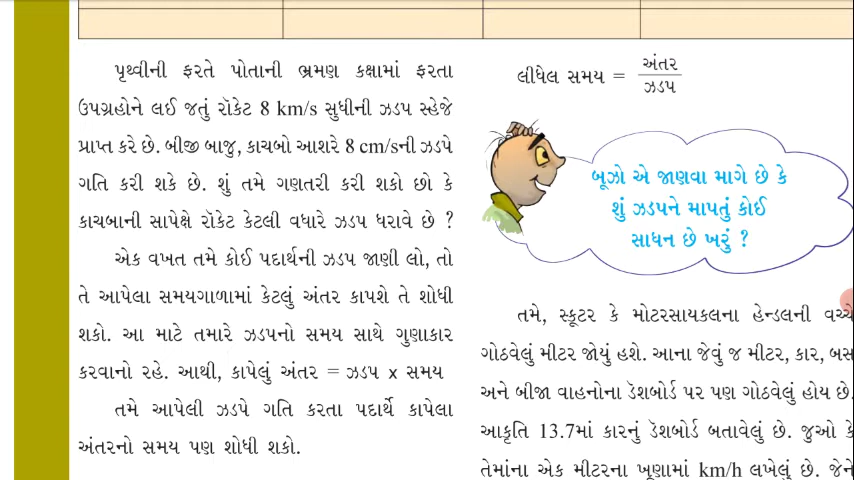 પૃથ્વીની ફરતે પોતાની ભ્રમણ કક્ષામાં ફરતા
ઉપગ્રહોને લઈ જતું રૉકેટ 8 km/s સુધીની ઝડપ સ્હેજે
પ્રાપ્ત કરે છે. બીજી બાજુ, કાચબો આશરે 8 cm/sની ઝડપે
ગતિ કરી શકે છે. શું તમે ગણતરી કરી શકો છો કે
કાચબાની સાપેક્ષે રૉકેટ કેટલી વધારે ઝડપ ધરાવે છે ?
એક વખત તમે કોઈ પદાર્થની ઝડપ જાણી લો, તો
તે આપેલા સમયગાળામાં કેટલું અંતર કાપશે તે શોધી
શકો. આ માટે તમારે ઝડપનો સમય સાથે ગુણાકાર
કરવાનો રહે. આથી, કાપેલું અંતર = ઝડપ x સમય
તમે આપેલી ઝડપે ગતિ કરતા પદાર્થે કાપેલા
અંતરનો સમય પણ શોધી શકો.
લીધેલ સમય = અંતર / ઝડપ
બૂઝો એ જાણવા માગે છે કે
શું ઝડપને માપતું કોઈ
સાધન છે ખરું ?
તમે, સ્કૂટર કે મોટરસાયકલના હેન્ડલની વચ્ચે
ગોઠવેલું મીટર જોયું હશે. આના જેવું જ મીટર, કાર, બસ
અને બીજા વાહનોના ડૅશબોર્ડ પર પણ ગોઠવેલું હોય છે.
આકૃતિ 13.7માં કારનું ડૅશબોર્ડ બતાવેલું છે. જુઓ કે
તેમાંના એક મીટરના ખૂણામાં km/h લખેલું છે. જેને